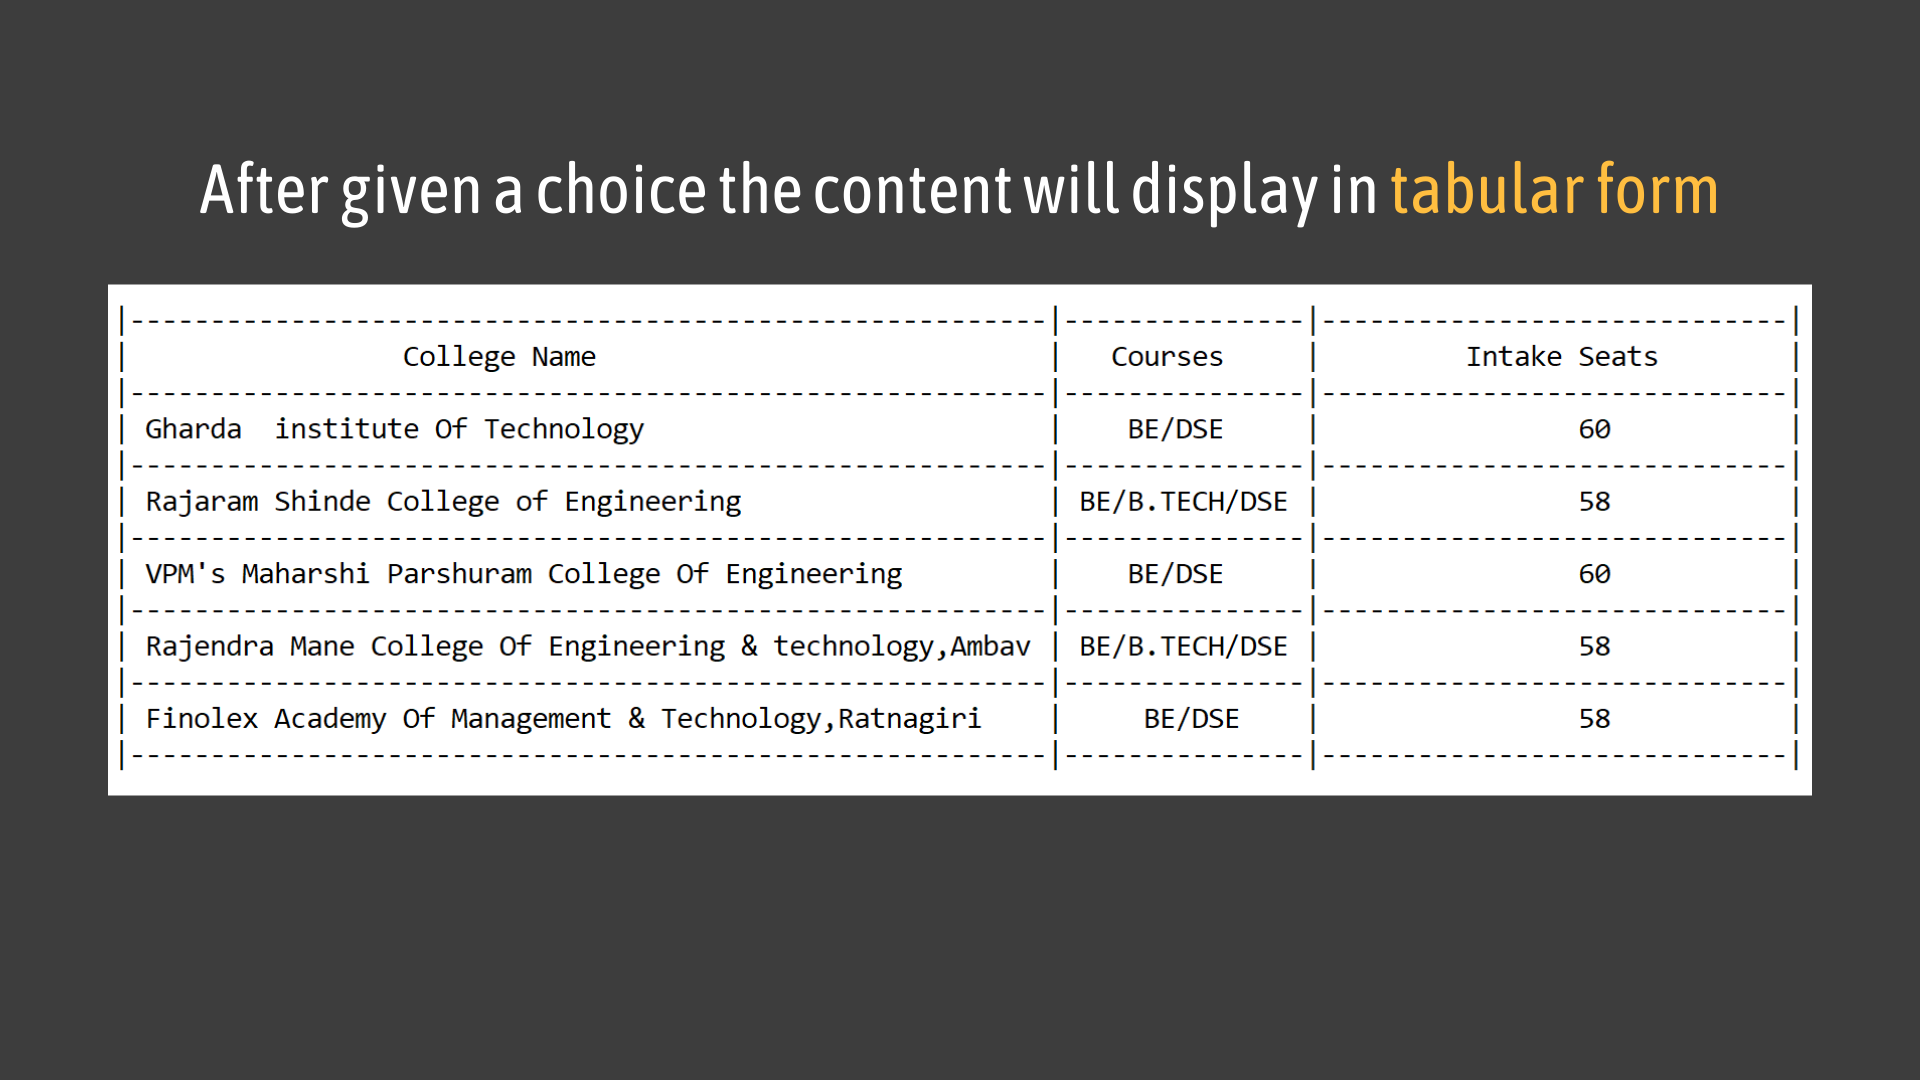 After given a choice the content will display in tabular form
|---------------------------------------------------------|---------------|-----------------------------|
| College Name | Courses | Intake Seats |
|---------------------------------------------------------|---------------|-----------------------------|
| Gharda  institute Of Technology | BE/DSE | 60 |
|---------------------------------------------------------|---------------|-----------------------------|
| Rajaram Shinde College of Engineering | BE/B.TECH/DSE | 58 |
|---------------------------------------------------------|---------------|-----------------------------|
| VPM's Maharshi Parshuram College Of Engineering | BE/DSE | 60 |
|---------------------------------------------------------|---------------|-----------------------------|
| Rajendra Mane College Of Engineering & technology,Ambav | BE/B.TECH/DSE | 58 |
|---------------------------------------------------------|---------------|-----------------------------|
| Finolex Academy Of Management & Technology,Ratnagiri | BE/DSE | 58 |
|---------------------------------------------------------|---------------|-----------------------------|